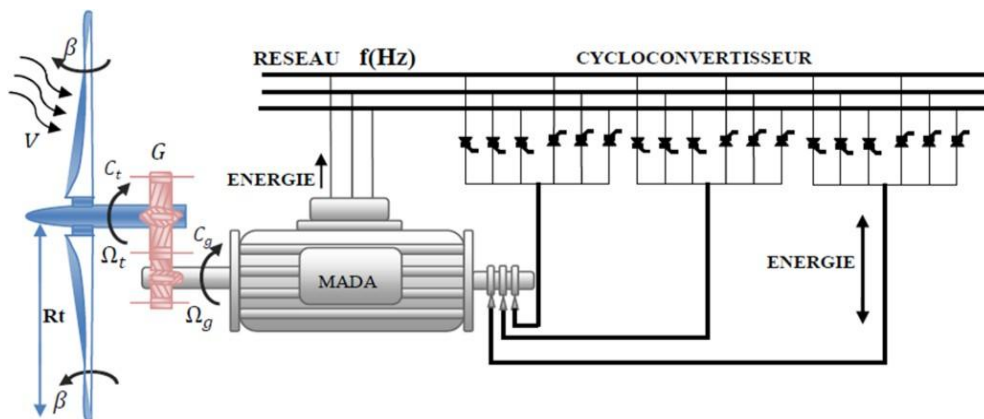 β
RESEAU f(Hz) CYCLOCONVERTISSEUR
V
C_t G
ENERGIE
Ω_t C_g
ENERGIE
MADA
Rt Ω_g
β